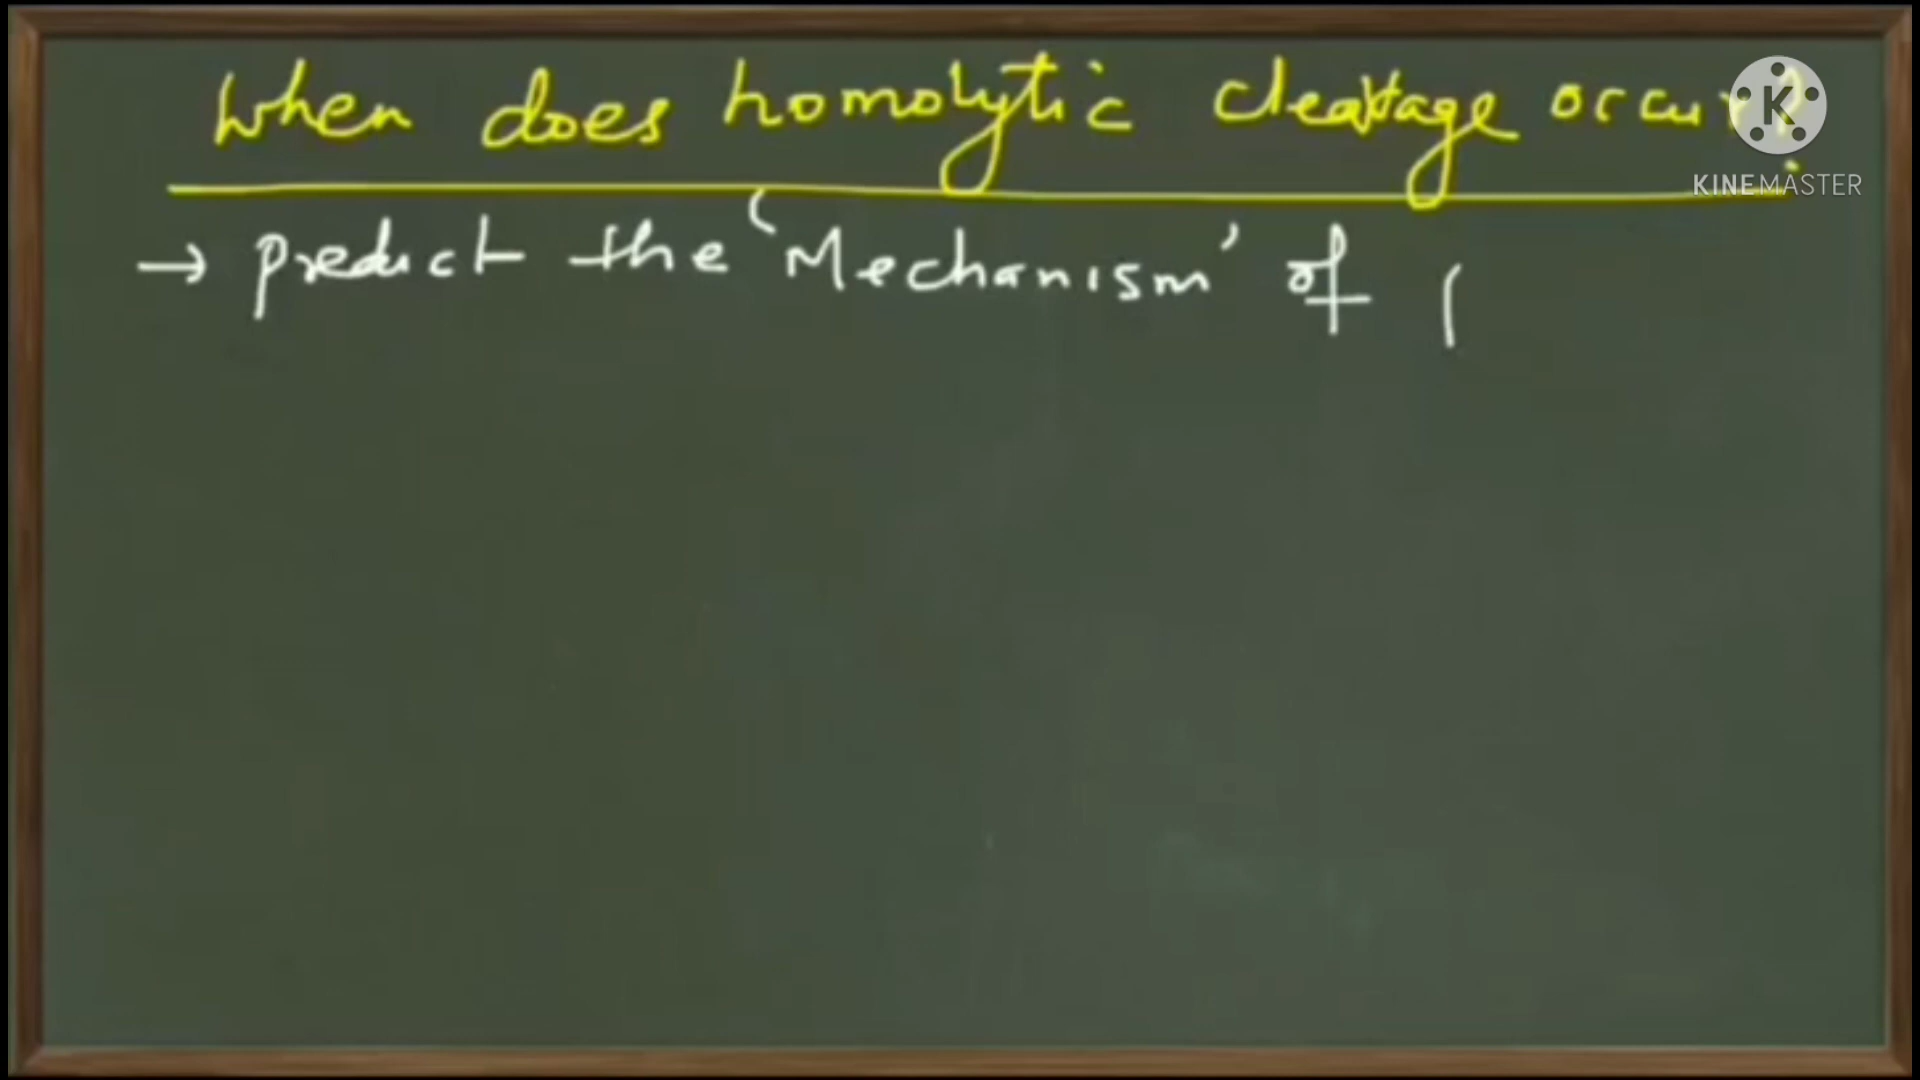 When does homolytic cleavage occur?
KINEMASTER
→ predict the 'Mechanism' of (